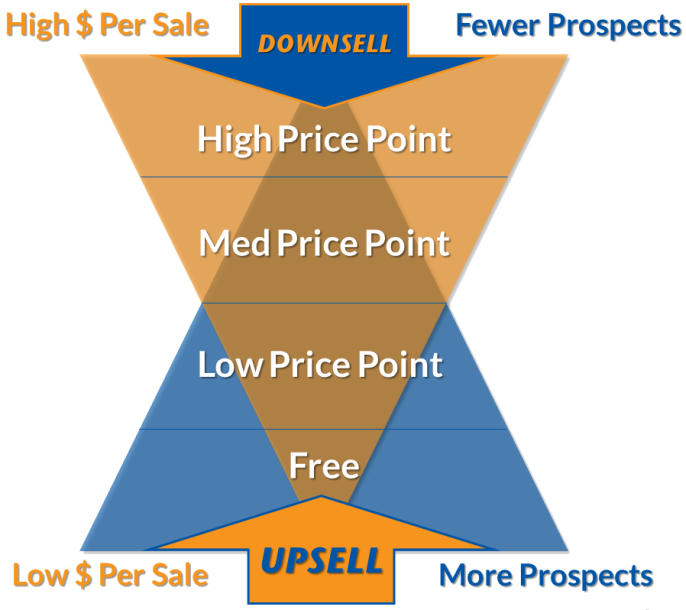 High $ Per Sale
DOWNSELL
Fewer Prospects
High Price Point
Med Price Point
Low Price Point
Free
UPSELL
Low $ Per Sale
More Prospects